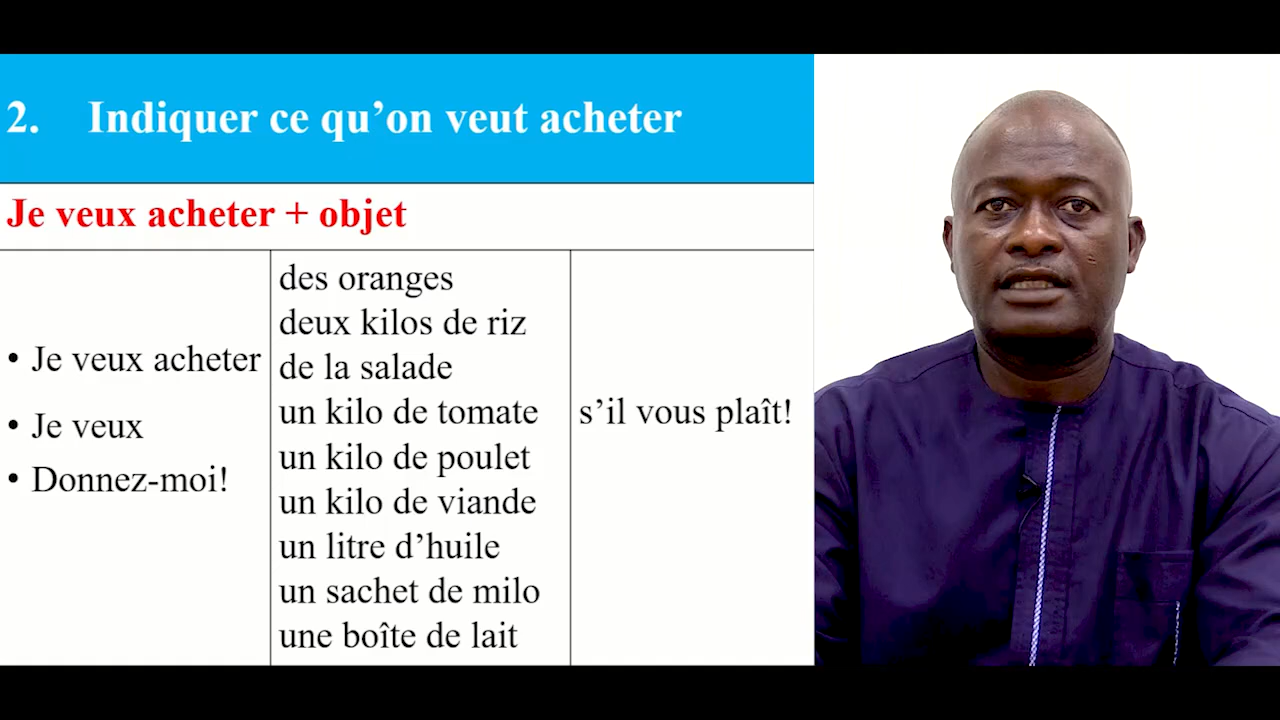 2. Indiquer ce qu’on veut acheter
Je veux acheter + objet
• Je veux acheter
• Je veux
• Donnez-moi!
des oranges
deux kilos de riz
de la salade
un kilo de tomate
un kilo de poulet
un kilo de viande
un litre d’huile
un sachet de milo
une boîte de lait
s’il vous plaît!